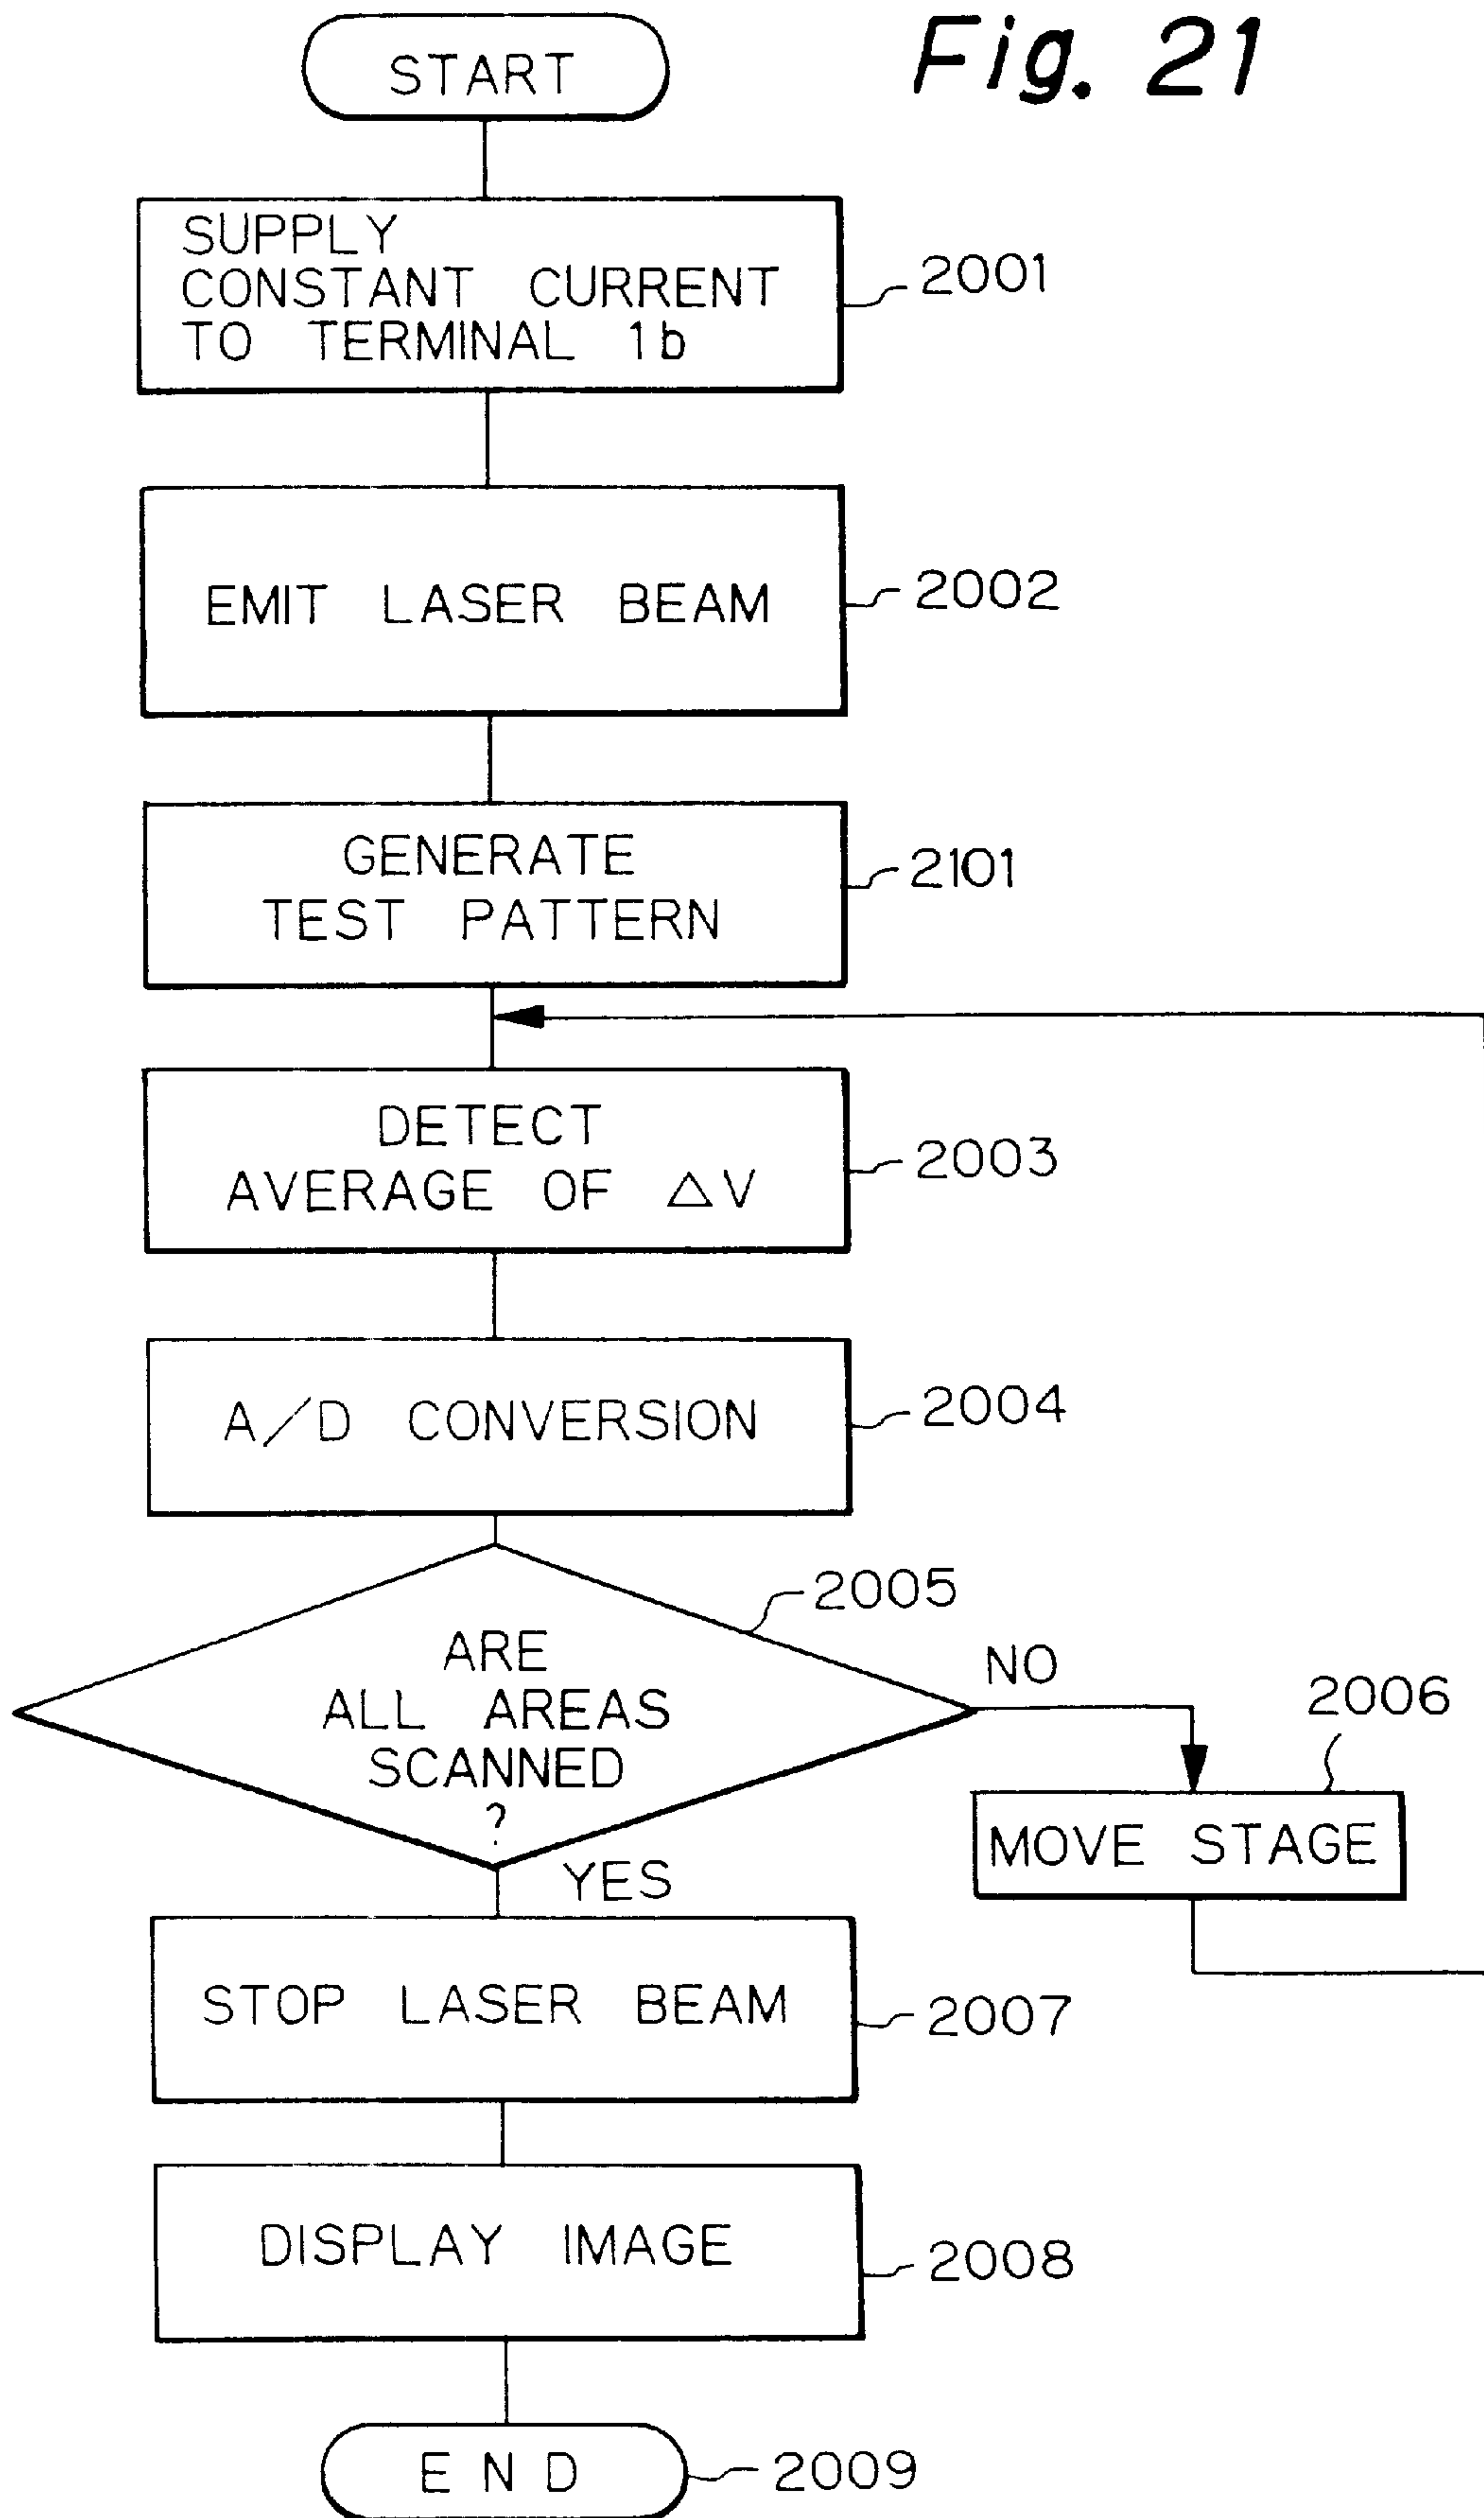 Fig. 21
START
SUPPLY
CONSTANT CURRENT
TO TERMINAL 1b
2001
EMIT LASER BEAM
2002
GENERATE
TEST PATTERN
2101
DETECT
AVERAGE OF △V
2003
A/D CONVERSION
2004
2005
ARE
ALL AREAS
SCANNED
?
NO
2006
MOVE STAGE
YES
STOP LASER BEAM
2007
DISPLAY IMAGE
2008
END
2009